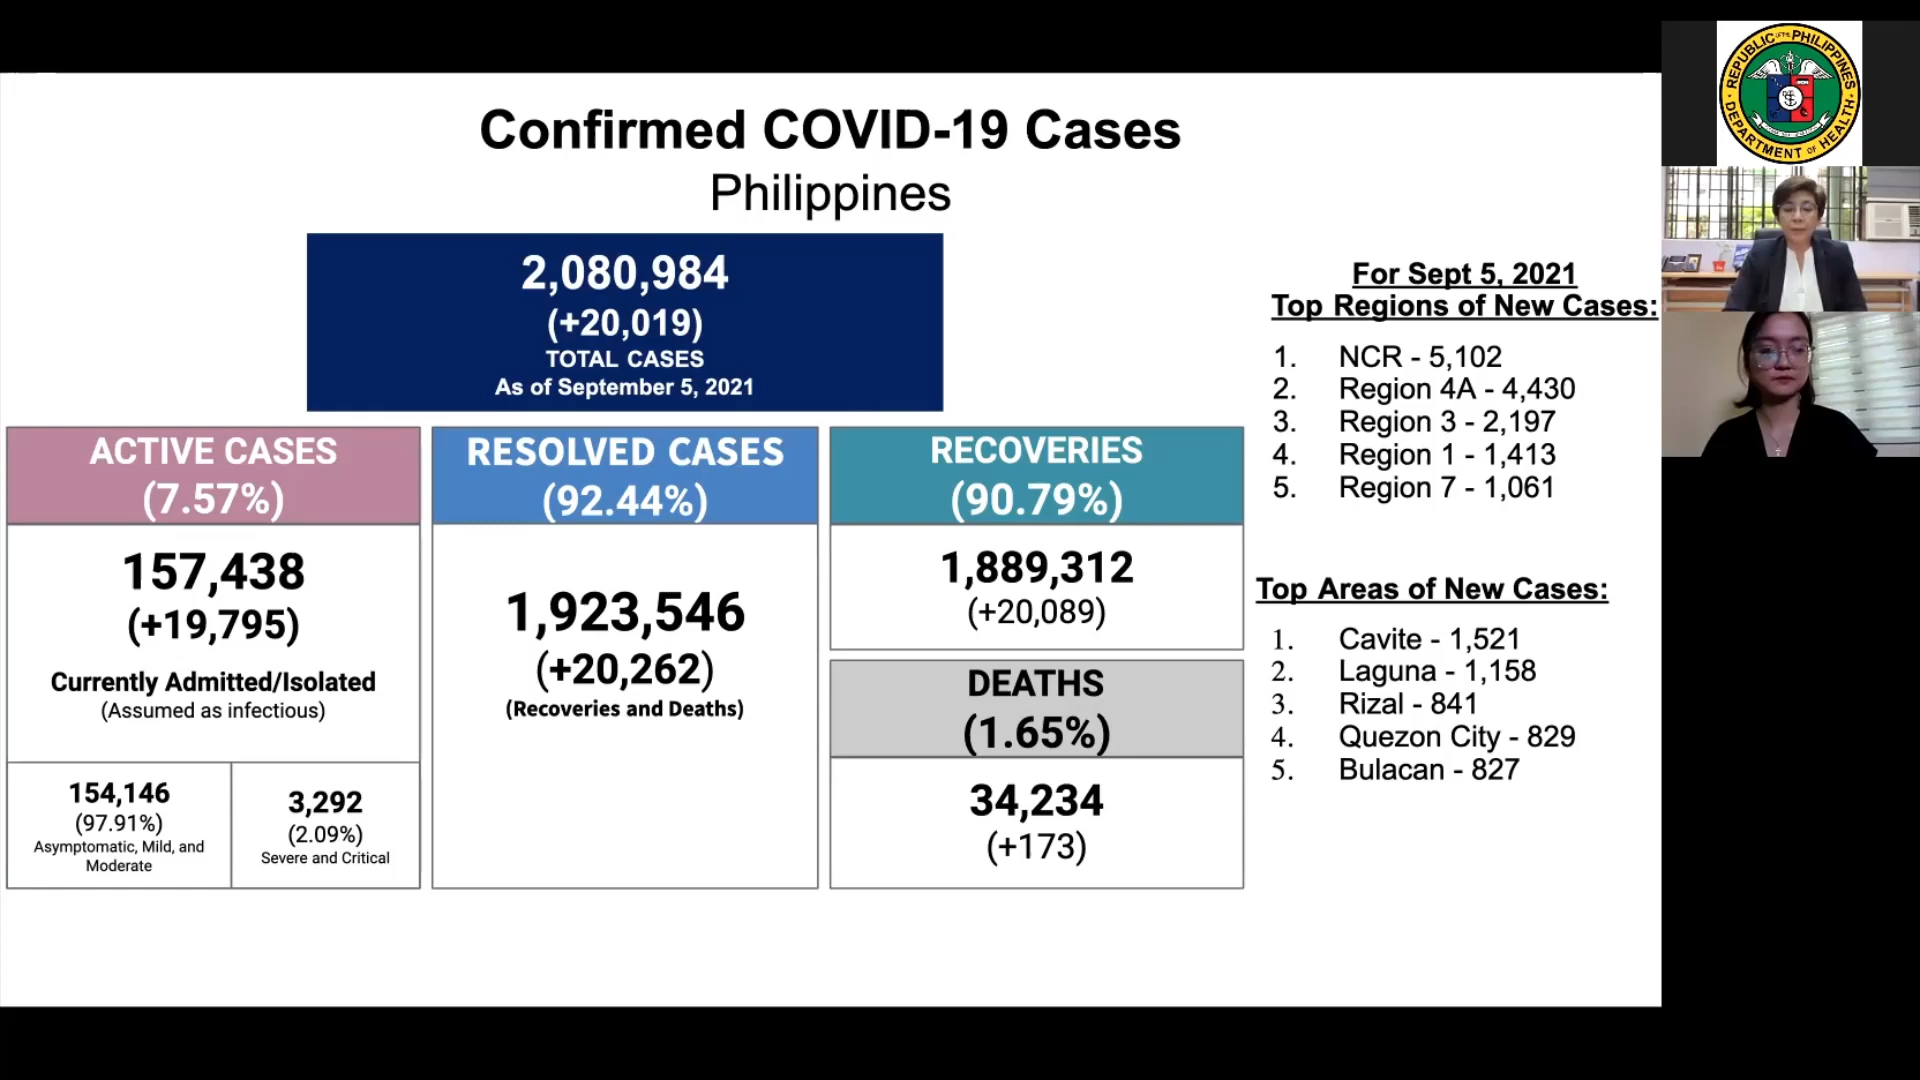 Confirmed COVID-19 Cases
Philippines
2,080,984
(+20,019)
TOTAL CASES
As of September 5, 2021
ACTIVE CASES
(7.57%)
157,438
(+19,795)
Currently Admitted/Isolated
(Assumed as infectious)
154,146
(97.91%)
Asymptomatic, Mild, and
Moderate
3,292
(2.09%)
Severe and Critical
RESOLVED CASES
(92.44%)
1,923,546
(+20,262)
(Recoveries and Deaths)
RECOVERIES
(90.79%)
1,889,312
(+20,089)
DEATHS
(1.65%)
34,234
(+173)
For Sept 5, 2021
Top Regions of New Cases:
1. NCR - 5,102
2. Region 4A - 4,430
3. Region 3 - 2,197
4. Region 1 - 1,413
5. Region 7 - 1,061
Top Areas of New Cases:
1. Cavite - 1,521
2. Laguna - 1,158
3. Rizal - 841
4. Quezon City - 829
5. Bulacan - 827
REPUBLIC OF THE PHILIPPINES
DEPARTMENT OF HEALTH